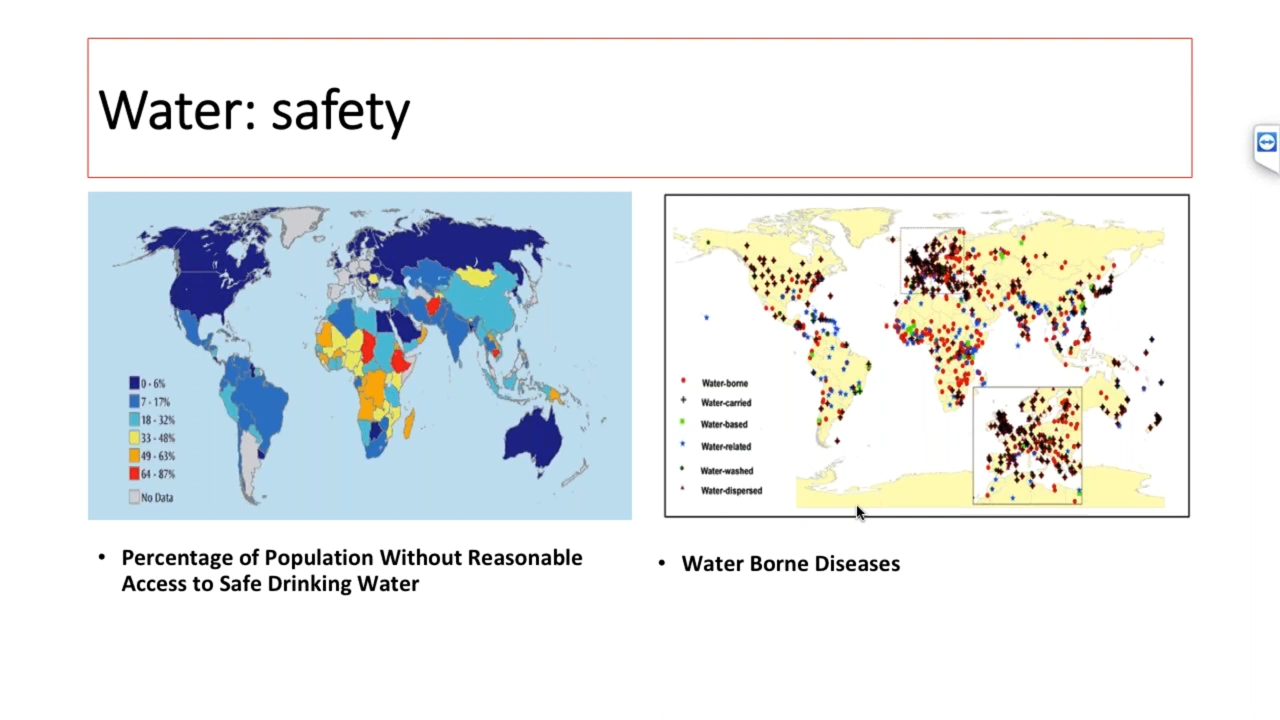 Water: safety
0 - 6%
7 - 17%
18 - 32%
33 - 48%
49 - 63%
64 - 87%
No Data
Water-borne
Water-carried
Water-based
Water-related
Water-washed
Water-dispersed
• Percentage of Population Without Reasonable
Access to Safe Drinking Water
• Water Borne Diseases